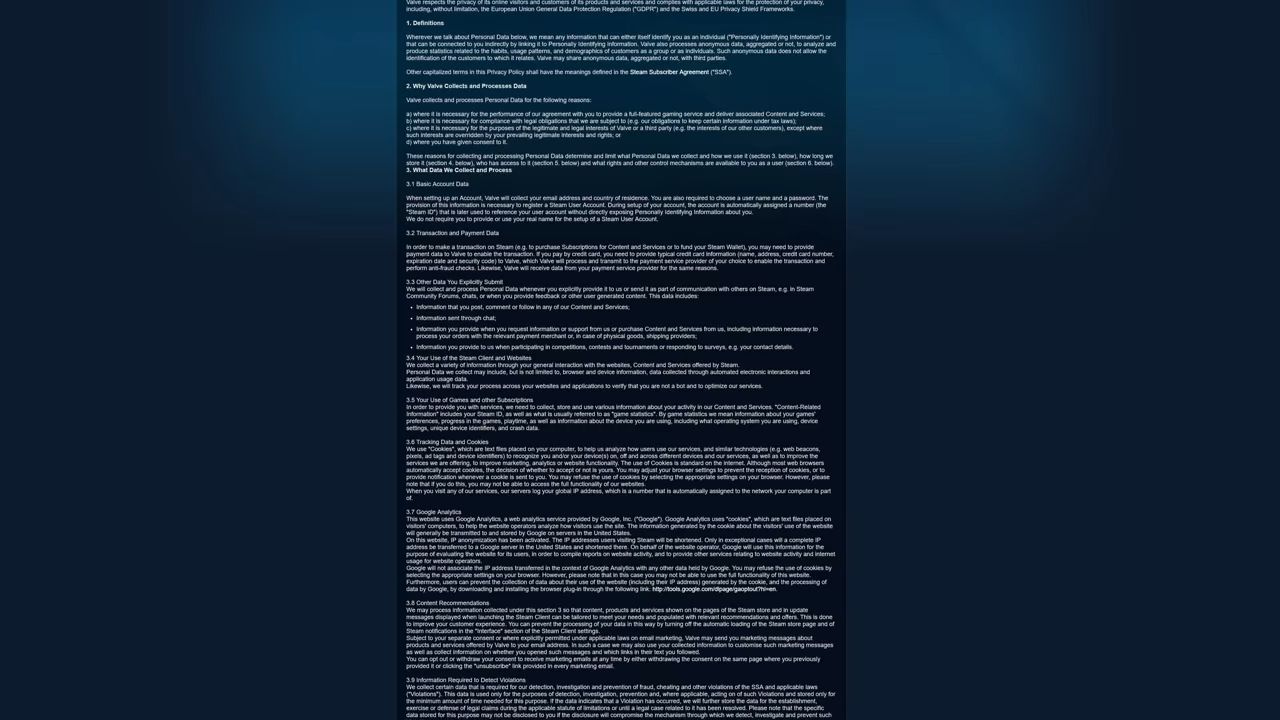 Valve respects the privacy of its online visitors and customers of its products and services and complies with applicable laws for the protection of your privacy,
including, without limitation, the European Union General Data Protection Regulation ("GDPR") and the Swiss and EU Privacy Shield Frameworks.
1. Definitions
Wherever we talk about Personal Data below, we mean any information that can either itself identify you as an individual ("Personally Identifying Information") or
that can be connected to you indirectly by linking it to Personally Identifying Information. Valve also processes anonymous data, aggregated or not, to analyze and
produce statistics related to the habits, usage patterns, and demographics of customers as a group or as individuals. Such anonymous data does not allow the
identification of the customers to which it relates. Valve may share anonymous data, aggregated or not, with third parties.
Other capitalized terms in this Privacy Policy shall have the meanings defined in the Steam Subscriber Agreement ("SSA").
2. Why Valve Collects and Processes Data
Valve collects and processes Personal Data for the following reasons:
a) where it is necessary for the performance of our agreement with you to provide a full-featured gaming service and deliver associated Content and Services;
b) where it is necessary for compliance with legal obligations that we are subject to (e.g. our obligations to keep certain information under tax laws);
c) where it is necessary for the purposes of the legitimate and legal interests of Valve or a third party (e.g. the interests of our other customers), except where
such interests are overridden by your prevailing legitimate interests and rights; or
d) where you have given consent to it.
These reasons for collecting and processing Personal Data determine and limit what Personal Data we collect and how we use it (section 3. below), how long we
store it (section 4. below), who has access to it (section 5. below) and what rights and other control mechanisms are available to you as a user (section 6. below).
3. What Data We Collect and Process
3.1 Basic Account Data
When setting up an Account, Valve will collect your email address and country of residence. You are also required to choose a user name and a password. The
provision of this information is necessary to register a Steam User Account. During setup of your account, the account is automatically assigned a number (the
"Steam ID") that is later used to reference your user account without directly exposing Personally Identifying Information about you.
We do not require you to provide or use your real name for the setup of a Steam User Account.
3.2 Transaction and Payment Data
In order to make a transaction on Steam (e.g. to purchase Subscriptions for Content and Services or to fund your Steam Wallet), you may need to provide
payment data to Valve to enable the transaction. If you pay by credit card, you need to provide typical credit card information (name, address, credit card number,
expiration date and security code) to Valve, which Valve will process and transmit to the payment service provider of your choice to enable the transaction and
perform anti-fraud checks. Likewise, Valve will receive data from your payment service provider for the same reasons.
3.3 Other Data You Explicitly Submit
We will collect and process Personal Data whenever you explicitly provide it to us or send it as part of communication with others on Steam, e.g. in Steam
Community Forums, chats, or when you provide feedback or other user generated content. This data includes:
• Information that you post, comment or follow in any of our Content and Services;
• Information sent through chat;
• Information you provide when you request information or support from us or purchase Content and Services from us, including information necessary to
process your orders with the relevant payment merchant or, in case of physical goods, shipping providers;
• Information you provide to us when participating in competitions, contests and tournaments or responding to surveys, e.g. your contact details.
3.4 Your Use of the Steam Client and Websites
We collect a variety of information through your general interaction with the websites, Content and Services offered by Steam.
Personal Data we collect may include, but is not limited to, browser and device information, data collected through automated electronic interactions and
application usage data.
Likewise, we will track your process across your websites and applications to verify that you are not a bot and to optimize our services.
3.5 Your Use of Games and other Subscriptions
In order to provide you with services, we need to collect, store and use various information about your activity in our Content and Services. "Content-Related
Information" includes your Steam ID, as well as what is usually referred to as "game statistics". By game statistics we mean information about your games'
preferences, progress in the games, playtime, as well as information about the device you are using, including what operating system you are using, device
settings, unique device identifiers, and crash data.
3.6 Tracking Data and Cookies
We use "Cookies", which are text files placed on your computer, to help us analyze how users use our services, and similar technologies (e.g. web beacons,
pixels, ad tags and device identifiers) to recognize you and/or your device(s) on, off and across different devices and our services, as well as to improve the
services we are offering, to improve marketing, analytics or website functionality. The use of Cookies is standard on the internet. Although most web browsers
automatically accept cookies, the decision of whether to accept or not is yours. You may adjust your browser settings to prevent the reception of cookies, or to
provide notification whenever a cookie is sent to you. You may refuse the use of cookies by selecting the appropriate settings on your browser. However, please
note that if you do this, you may not be able to access the full functionality of our websites.
When you visit any of our services, our servers log your global IP address, which is a number that is automatically assigned to the network your computer is part
of.
3.7 Google Analytics
This website uses Google Analytics, a web analytics service provided by Google, Inc. ("Google"). Google Analytics uses "cookies", which are text files placed on
visitors' computers, to help the website operators analyze how visitors use the site. The information generated by the cookie about the visitors' use of the website
will generally be transmitted to and stored by Google on servers in the United States.
On this website, IP anonymization has been activated. The IP addresses users visiting Steam will be shortened. Only in exceptional cases will a complete IP
address be transferred to a Google server in the United States and shortened there. On behalf of the website operator, Google will use this information for the
purpose of evaluating the website for its users, in order to compile reports on website activity, and to provide other services relating to website activity and internet
usage for website operators.
Google will not associate the IP address transferred in the context of Google Analytics with any other data held by Google. You may refuse the use of cookies by
selecting the appropriate settings on your browser. However, please note that in this case you may not be able to use the full functionality of this website.
Furthermore, users can prevent the collection of data about their use of the website (including their IP address) generated by the cookie, and the processing of
data by Google, by downloading and installing the browser plug-in through the following link: http://tools.google.com/dlpage/gaoptout?hl=en.
3.8 Content Recommendations
We may process information collected under this section 3 so that content, products and services shown on the pages of the Steam store and in update
messages displayed when launching the Steam Client can be tailored to meet your needs and populated with relevant recommendations and offers. This is done
to improve your customer experience. You can prevent the processing of your data in this way by turning off the automatic loading of the Steam store page and of
Steam notifications in the "Interface" section of the Steam Client settings.
Subject to your separate consent or where explicitly permitted under applicable laws on email marketing, Valve may send you marketing messages about
products and services offered by Valve to your email address. In such a case we may also use your collected information to customise such marketing messages
as well as collect information on whether you opened such messages and which links in their text you followed.
You can opt out or withdraw your consent to receive marketing emails at any time by either withdrawing the consent on the same page where you previously
provided it or clicking the "unsubscribe" link provided in every marketing email.
3.9 Information Required to Detect Violations
We collect certain data that is required for our detection, investigation and prevention of fraud, cheating and other violations of the SSA and applicable laws
("Violations"). This data is used only for the purposes of detection, investigation, prevention and, where applicable, acting on of such Violations and stored only for
the minimum amount of time needed for this purpose. If the data indicates that a Violation has occurred, we will further store the data for the establishment,
exercise or defense of legal claims during the applicable statute of limitations or until a legal case related to it has been resolved. Please note that the specific
data stored for this purpose may not be disclosed to you if the disclosure will compromise the mechanism through which we detect, investigate and prevent such